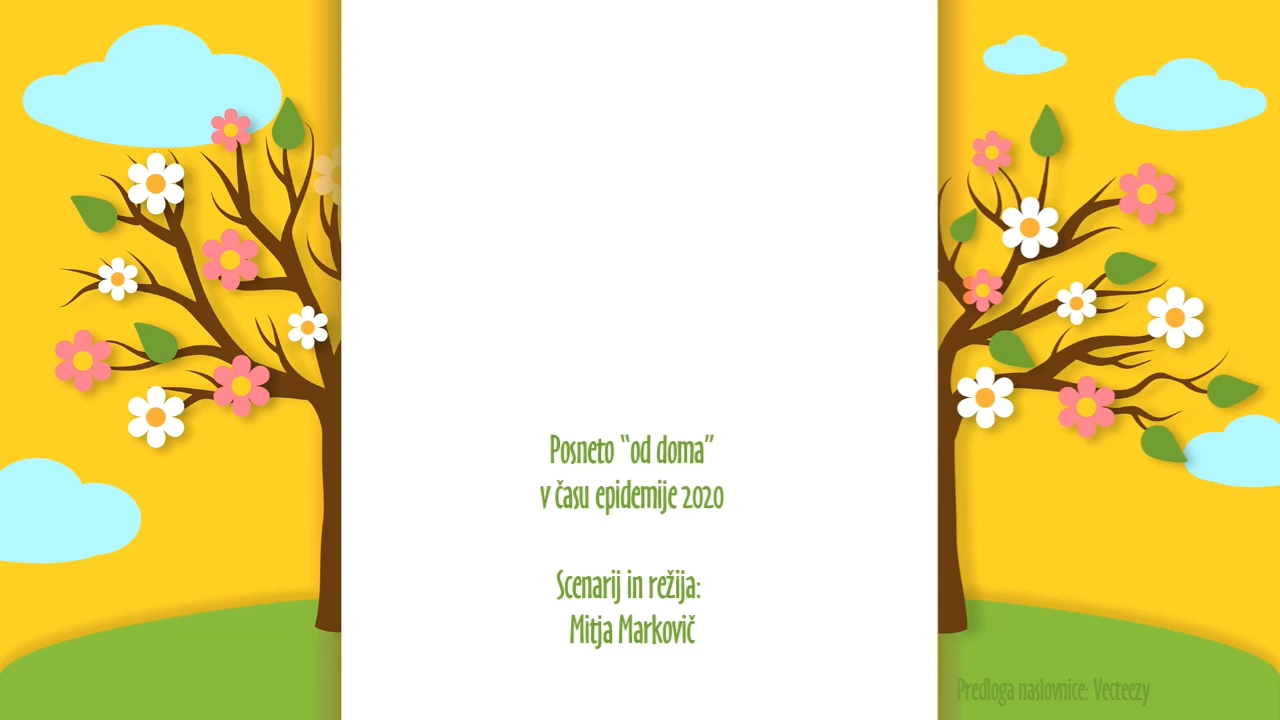 Posneto “od doma”
v času epidemije 2020
Scenarij in režija:
Mitja Markovič
Predloga naslovnice: Vecteezy